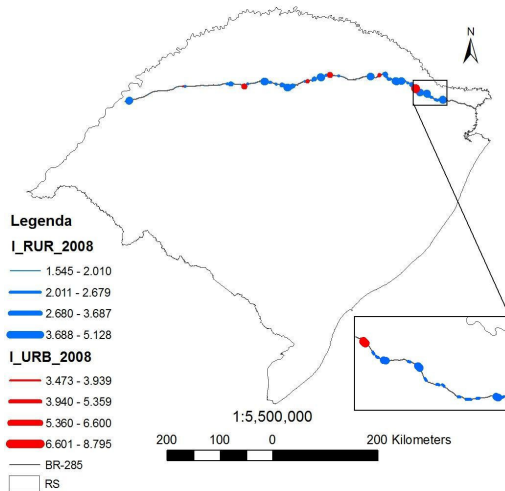 N
Legenda
I_RUR_2008
1.545 - 2.010
2.011 - 2.679
2.680 - 3.687
3.688 - 5.128
I_URB_2008
3.473 - 3.939
3.940 - 5.359
5.360 - 6.600
6.601 - 8.795
BR-285
RS
1:5,500,000
200 100 0 200 Kilometers